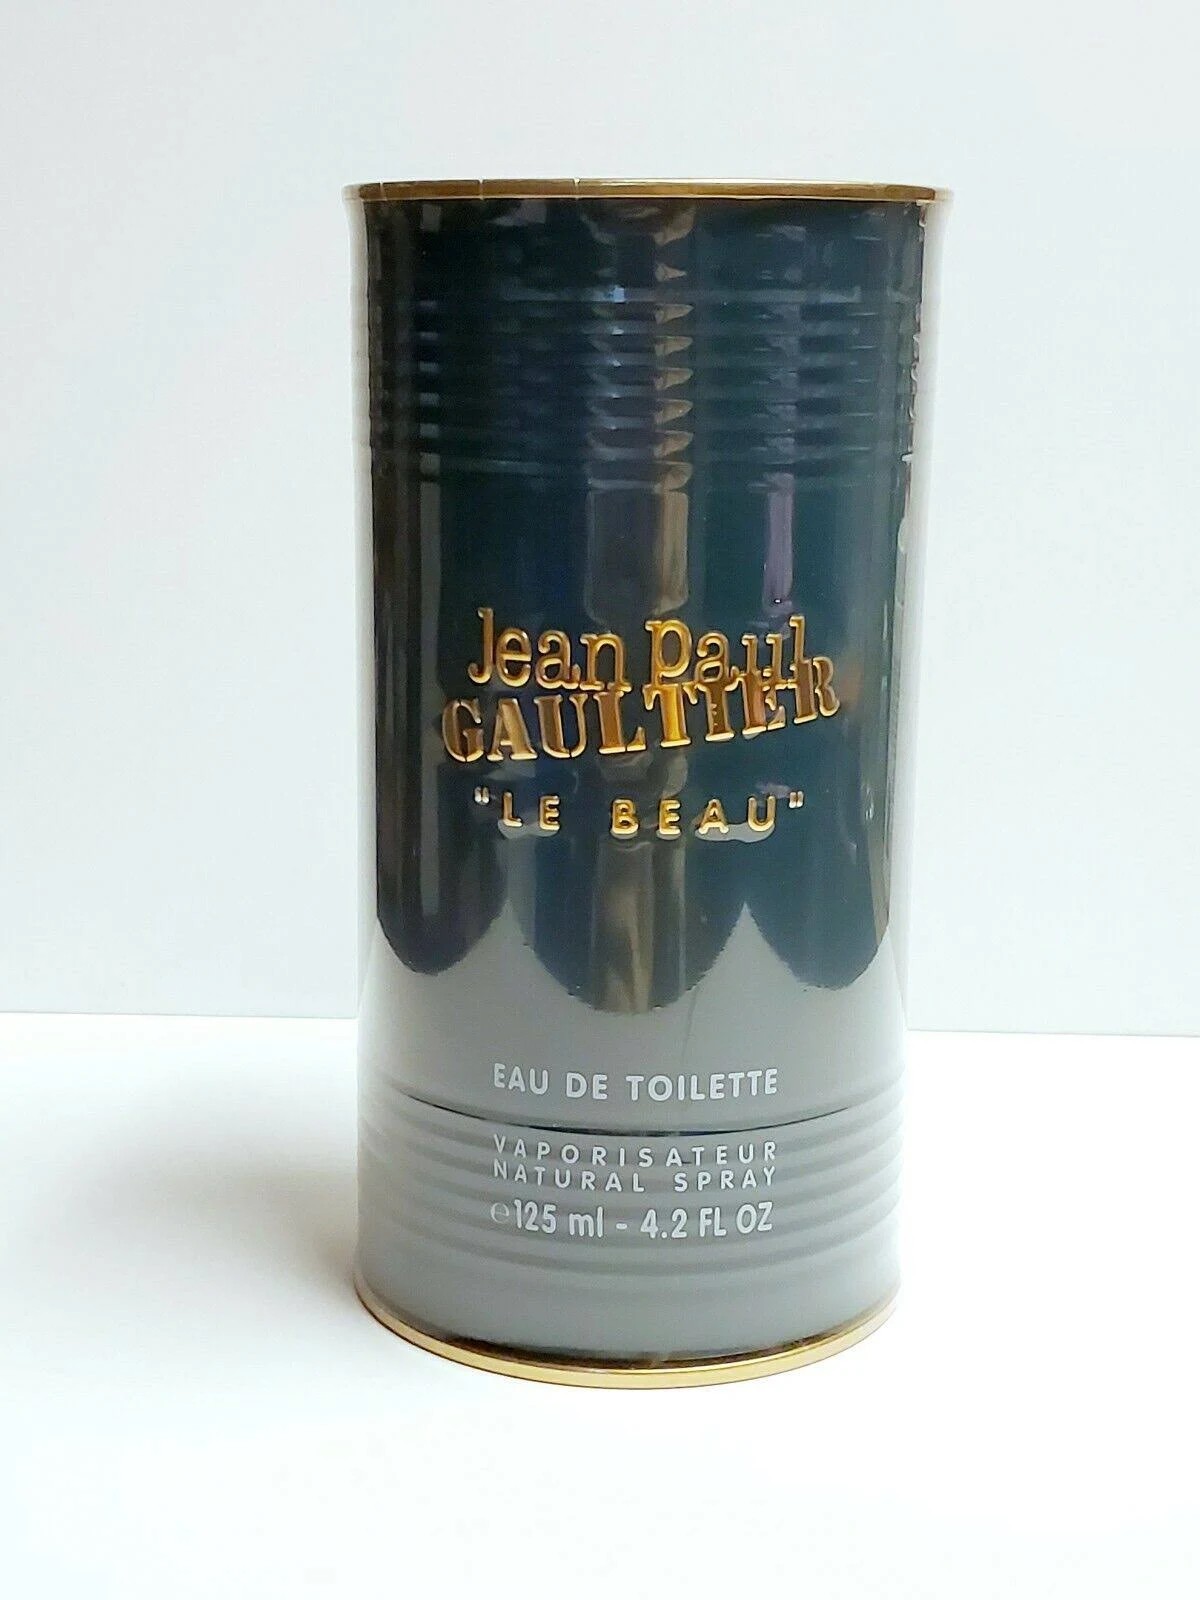 Jean Paul
GAULTIER
"LE BEAU"
EAU DE TOILETTE
VAPORISATEUR
NATURAL SPRAY
℮125 ml - 4.2 FL OZ